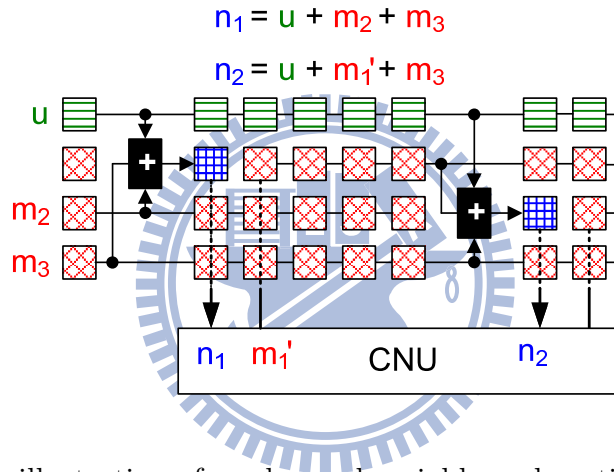 n₁ = u + m₂ + m₃
n₂ = u + m₁' + m₃
u
+
m₂
+
m₃
n₁ m₁' CNU n₂